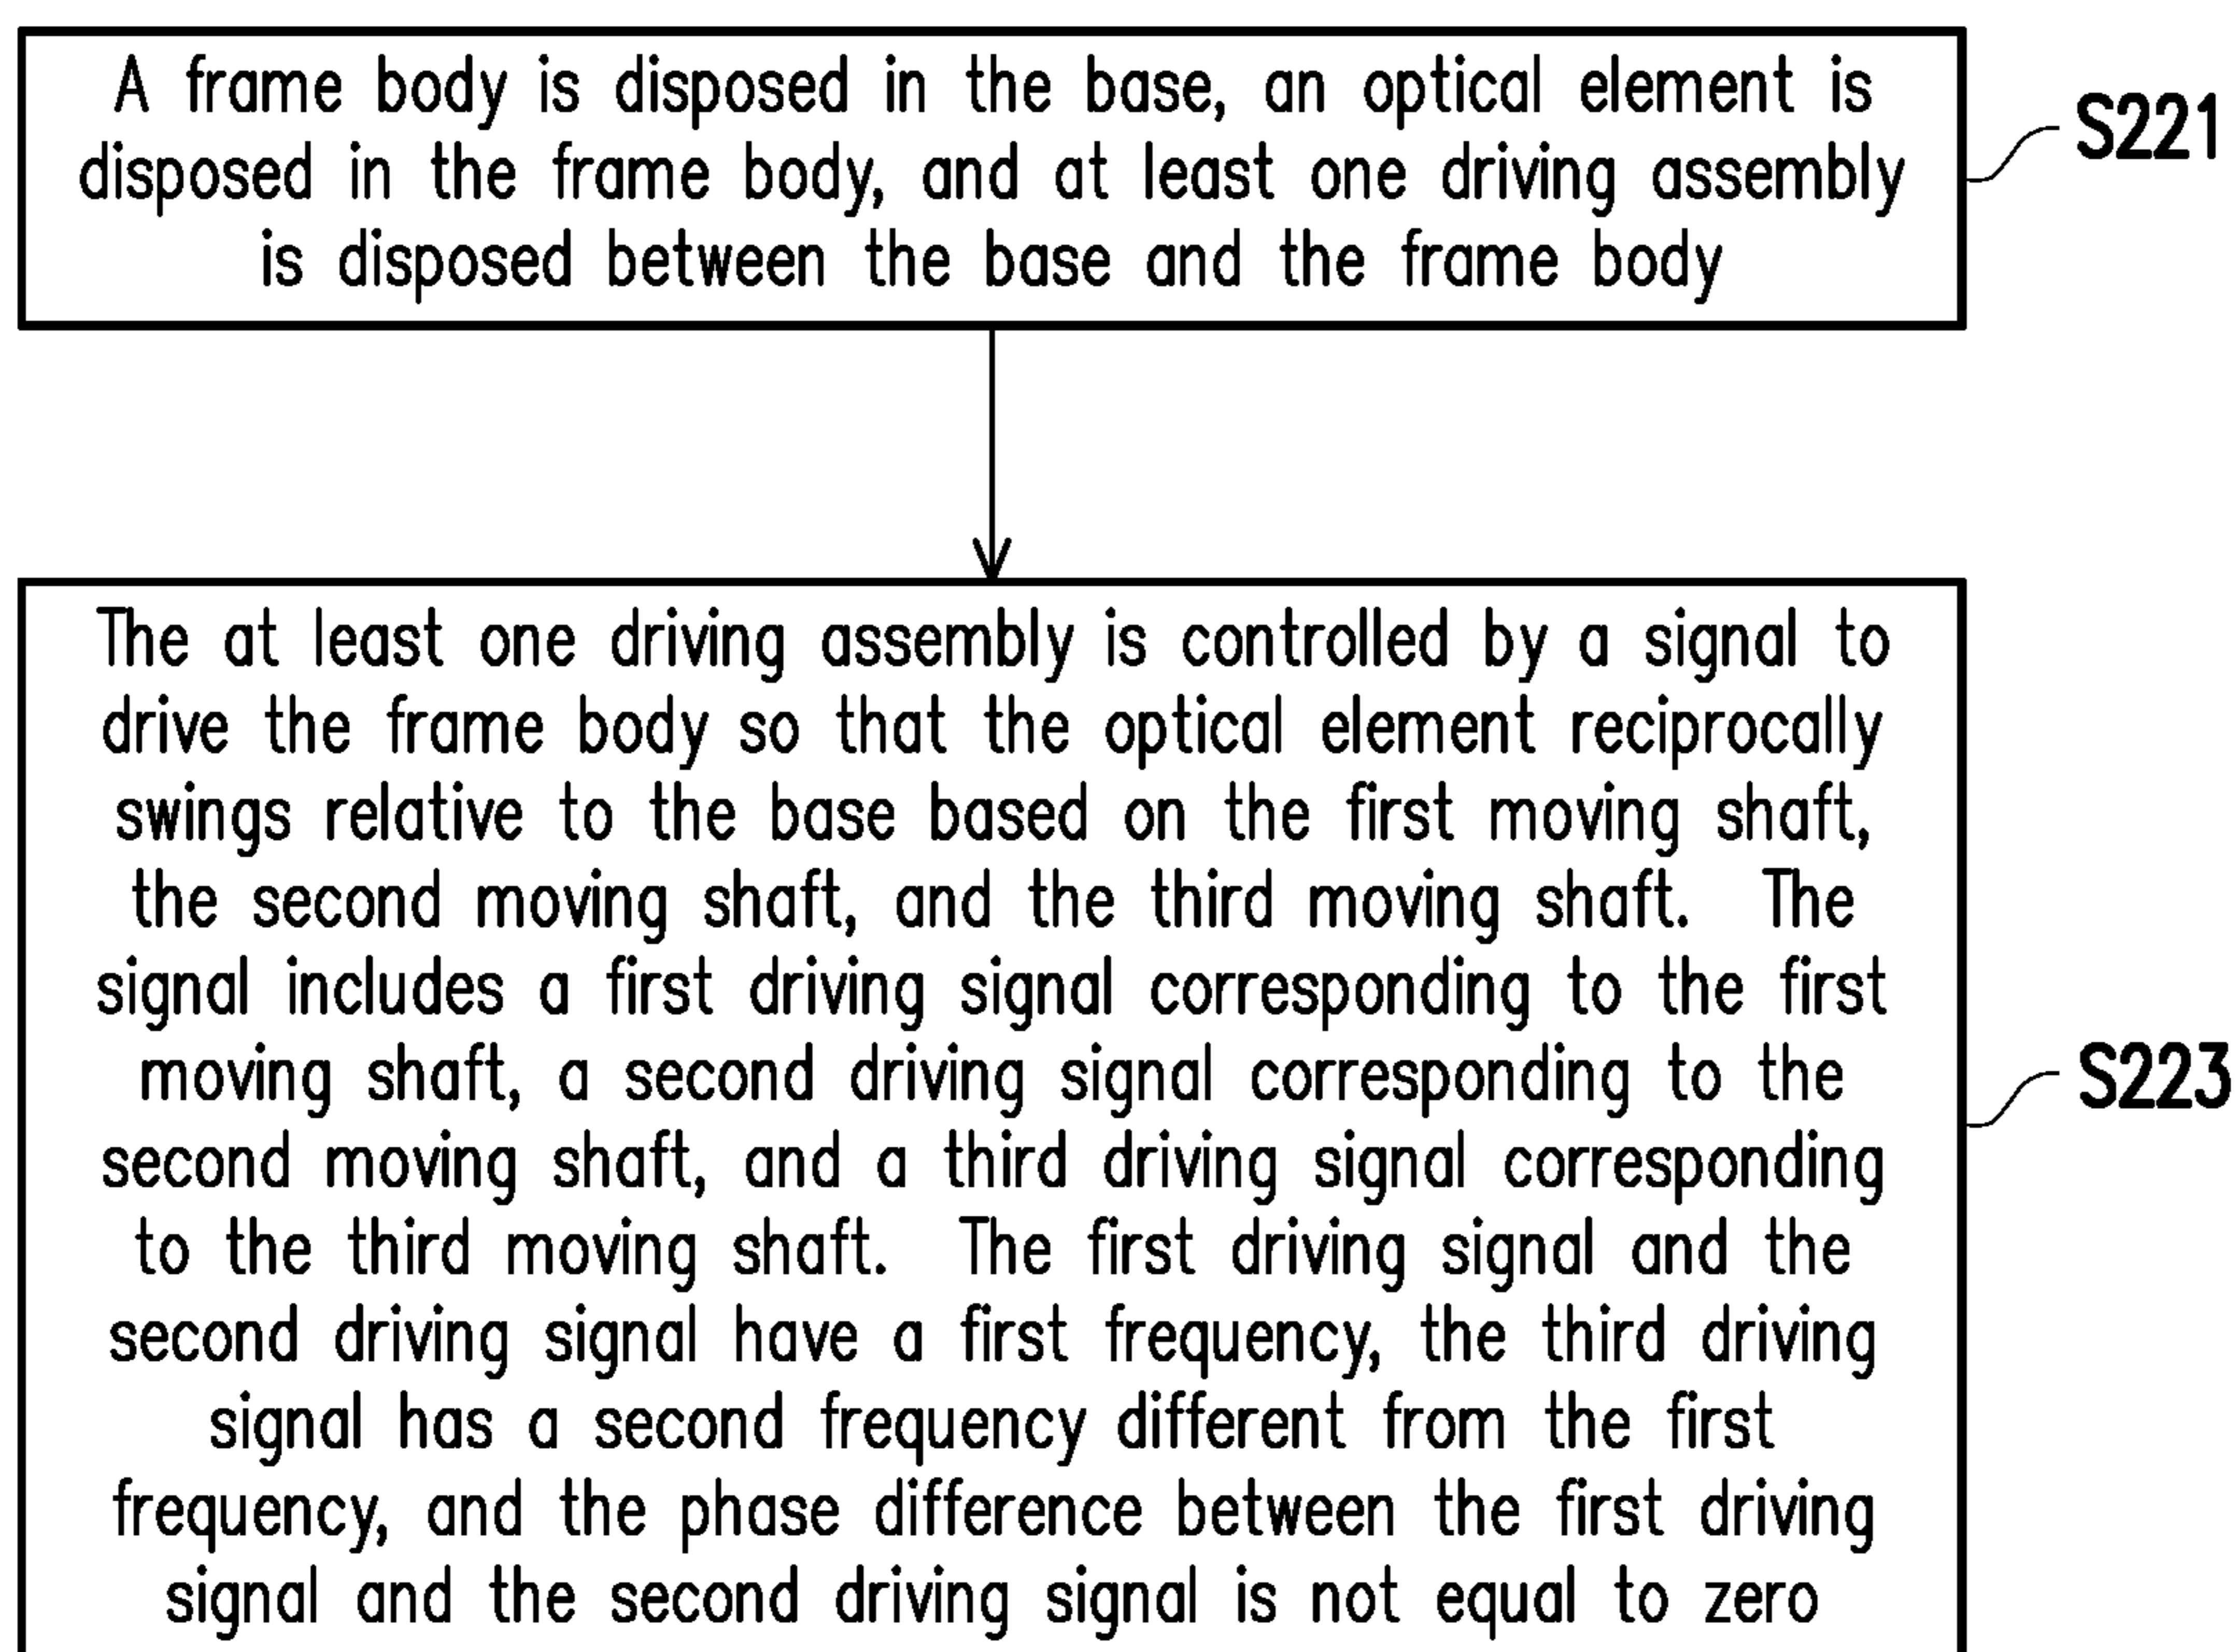 A frame body is disposed in the base, an optical element is
disposed in the frame body, and at least one driving assembly
is disposed between the base and the frame body
S221
The at least one driving assembly is controlled by a signal to
drive the frame body so that the optical element reciprocally
swings relative to the base based on the first moving shaft,
the second moving shaft, and the third moving shaft. The
signal includes a first driving signal corresponding to the first
moving shaft, a second driving signal corresponding to the
second moving shaft, and a third driving signal corresponding
to the third moving shaft. The first driving signal and the
second driving signal have a first frequency, the third driving
signal has a second frequency different from the first
frequency, and the phase difference between the first driving
signal and the second driving signal is not equal to zero
S223